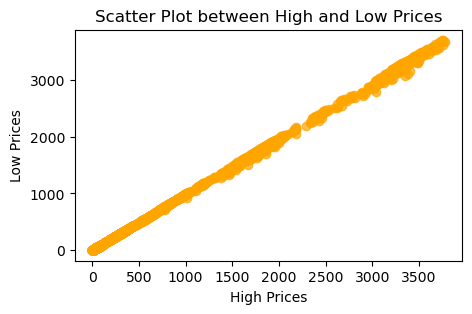 Scatter Plot between High and Low Prices
Low Prices
3000
2000
1000
0
0 500 1000 1500 2000 2500 3000 3500
High Prices